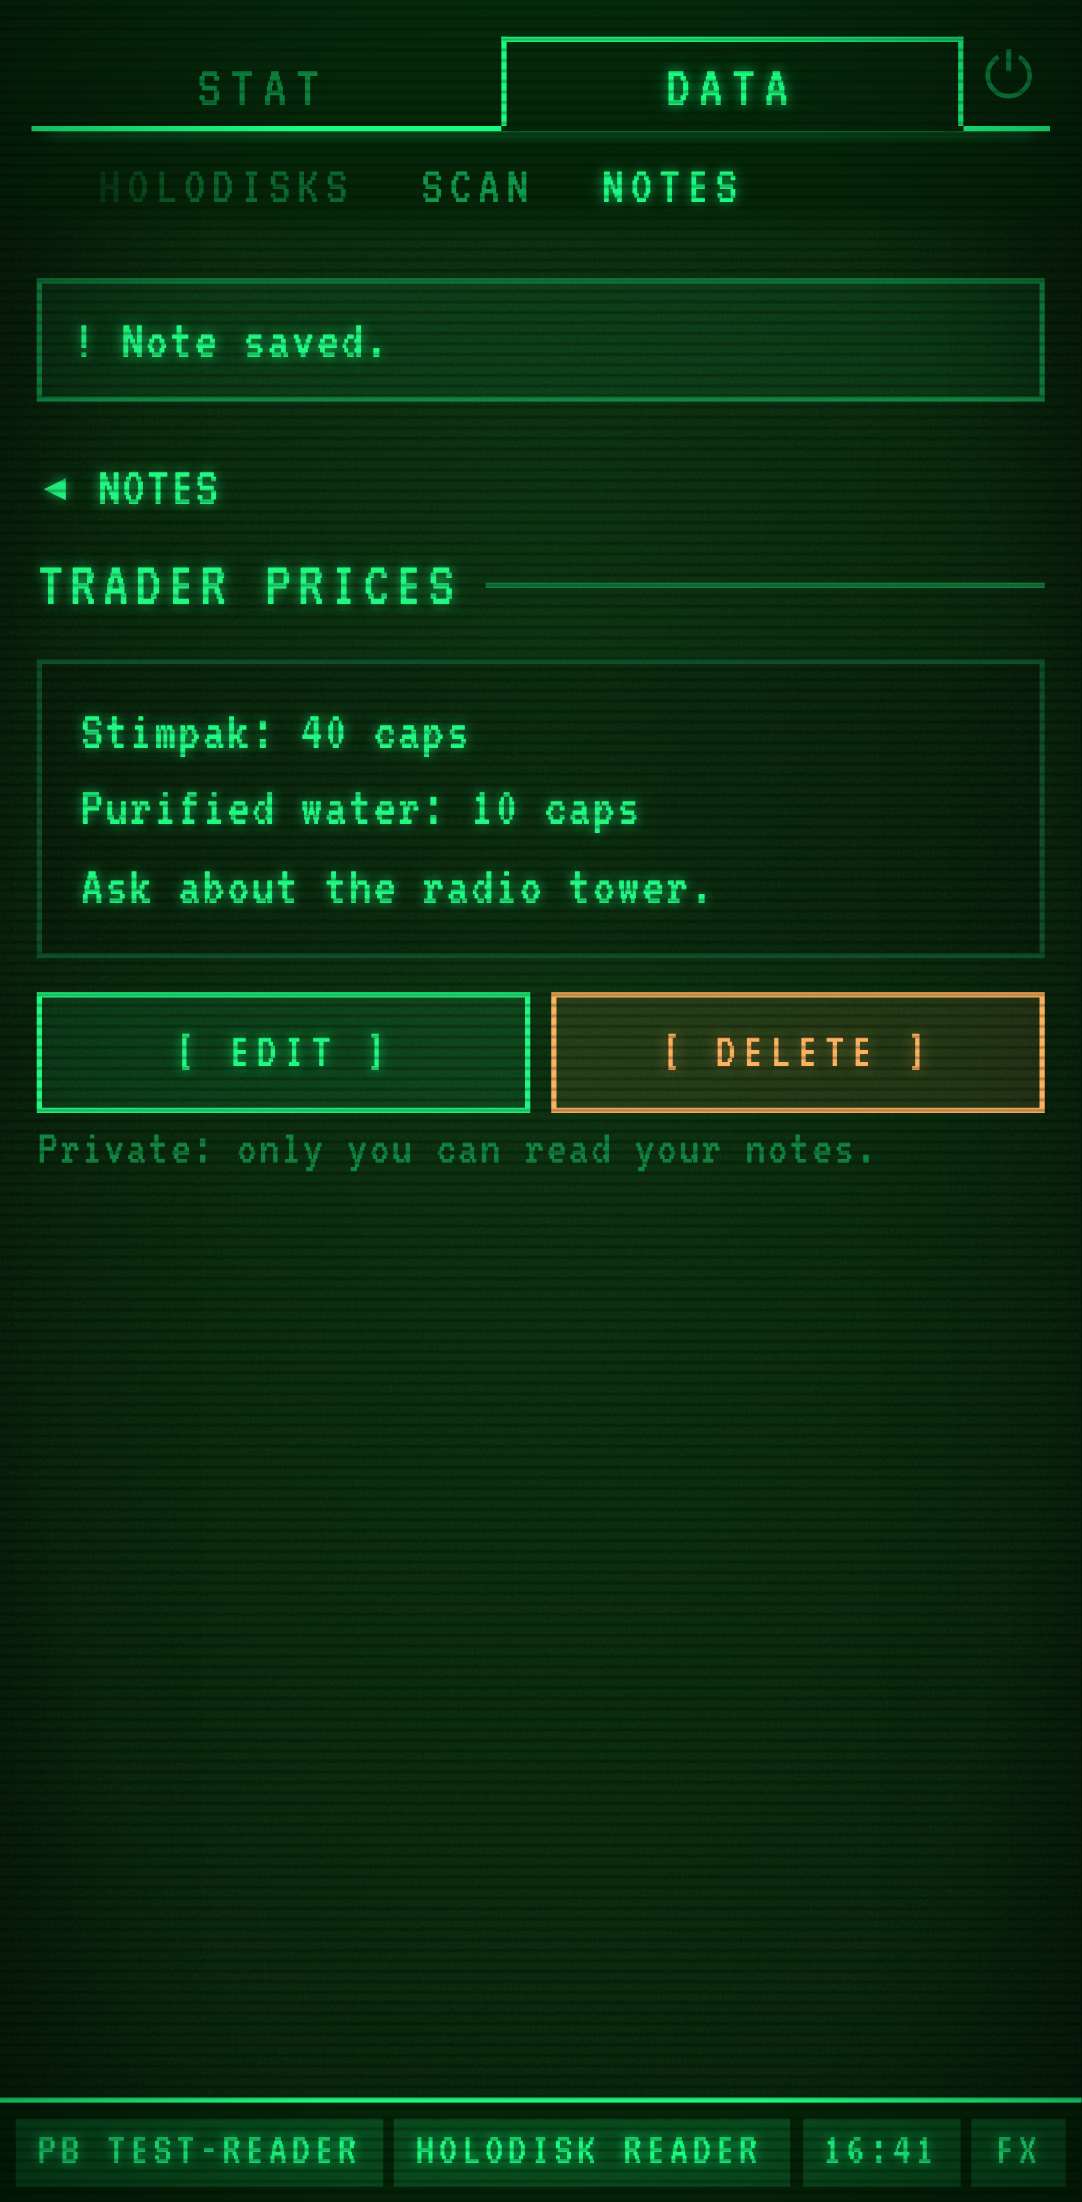 STAT DATA
HOLODISKS SCAN NOTES
! Note saved.
◄ NOTES
TRADER PRICES
Stimpak: 40 caps
Purified water: 10 caps
Ask about the radio tower.
[ EDIT ] [ DELETE ]
Private: only you can read your notes.
PB TEST-READER HOLODISK READER 16:41 FX